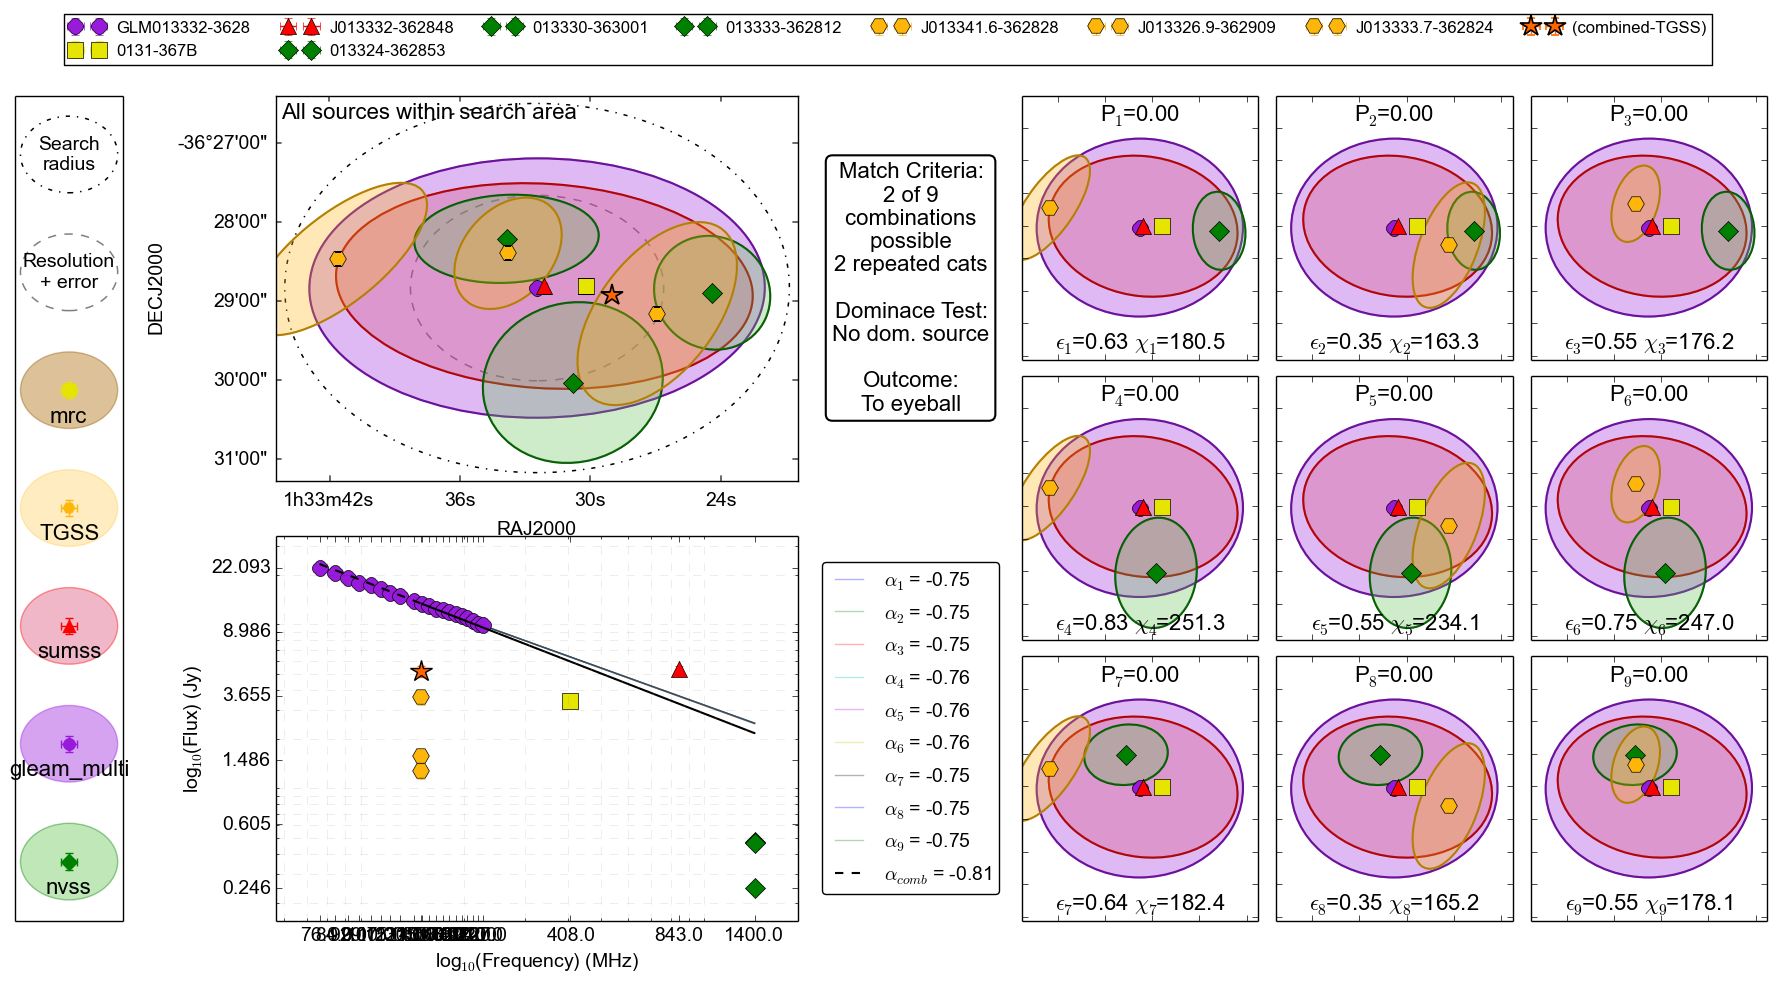 GLM013332-3628 J013332-362848 013330-363001 013333-362812 J013341.6-362828 J013326.9-362909 J013333.7-362824 (combined-TGSS)
0131-367B 013324-362853
Search
radius
Resolution
+ error
mrc
TGSS
sumss
gleam_multi
nvss
All sources within search area
DECJ2000
-36°27'00"
28'00"
29'00"
30'00"
31'00"
1h33m42s 36s 30s 24s
RAJ2000
Match Criteria:
2 of 9
combinations
possible
2 repeated cats
Dominace Test:
No dom. source
Outcome:
To eyeball
log₁₀(Flux) (Jy)
22.093
8.986
3.655
1.486
0.605
0.246
408.0 843.0 1400.0
log₁₀(Frequency) (MHz)
α₁ = -0.75
α₂ = -0.75
α₃ = -0.75
α₄ = -0.76
α₅ = -0.76
α₆ = -0.76
α₇ = -0.75
α₈ = -0.75
α₉ = -0.75
α_comb = -0.81
P₁=0.00 P₂=0.00 P₃=0.00
ϵ₁=0.63 χ₁=180.5 ϵ₂=0.35 χ₂=163.3 ϵ₃=0.55 χ₃=176.2
P₄=0.00 P₅=0.00 P₆=0.00
ϵ₄=0.83 χ₄=251.3 ϵ₅=0.55 χ₅=234.1 ϵ₆=0.75 χ₆=247.0
P₇=0.00 P₈=0.00 P₉=0.00
ϵ₇=0.64 χ₇=182.4 ϵ₈=0.35 χ₈=165.2 ϵ₉=0.55 χ₉=178.1